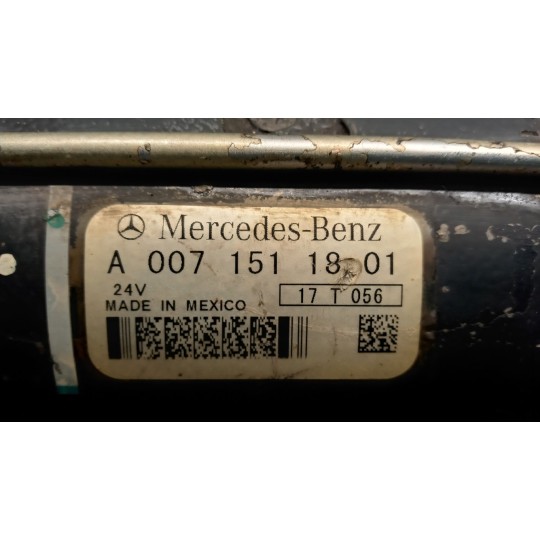 Mercedes-Benz
A 007 151 18 01
24V
17 T 056
MADE IN MEXICO